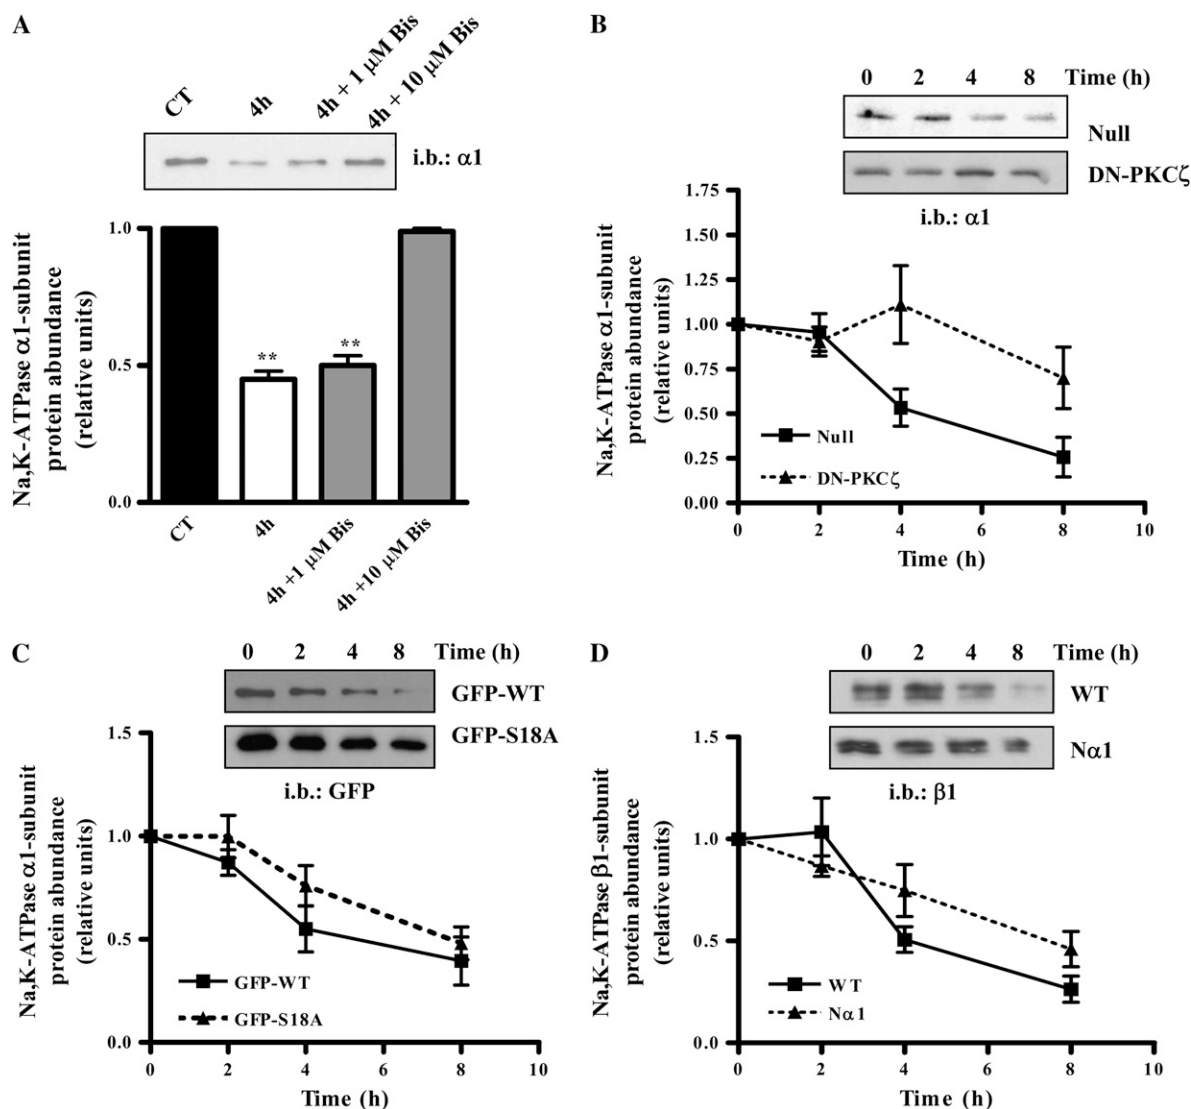 A
CT
4h
4h + 1 µM Bis
4h + 10 µM Bis
i.b.: α1
Na,K-ATPase α1-subunit
protein abundance
(relative units)
1.0
0.5
0.0
**
**
CT
4h
4h +1 µM Bis
4h +10 µM Bis
B
0 2 4 8 Time (h)
Null
DN-PKCζ
i.b.: α1
Na,K-ATPase α1-subunit
protein abundance
(relative units)
1.75
1.50
1.25
1.00
0.75
0.50
0.25
0.00
Null
DN-PKCζ
0 2 4 6 8 10
Time (h)
C
0 2 4 8 Time (h)
GFP-WT
GFP-S18A
i.b.: GFP
Na,K-ATPase α1-subunit
protein abundance
(relative units)
1.5
1.0
0.5
0.0
GFP-WT
GFP-S18A
0 2 4 6 8 10
Time (h)
D
0 2 4 8 Time (h)
WT
Nα1
i.b.: β1
Na,K-ATPase β1-subunit
protein abundance
(relative units)
1.5
1.0
0.5
0.0
WT
Nα1
0 2 4 6 8 10
Time (h)